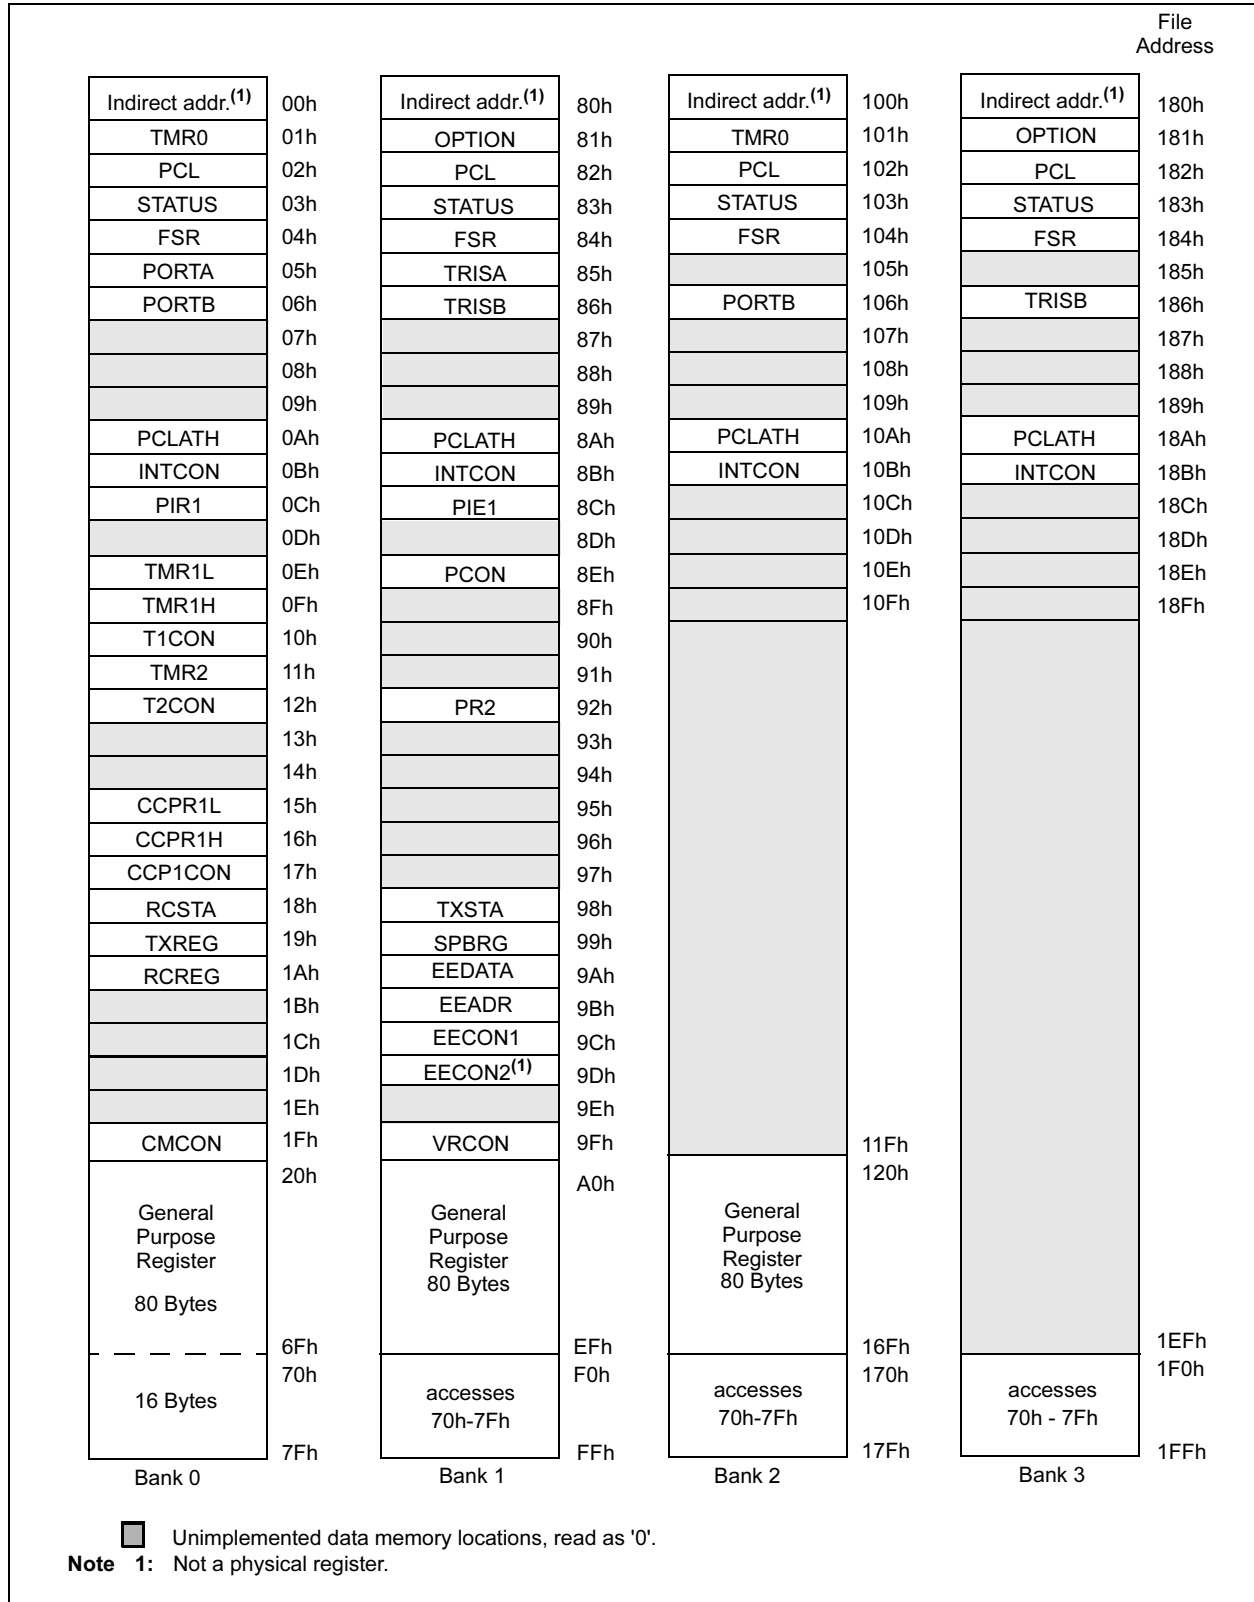 File
Address
Indirect addr.(1) 00h
TMR0 01h
PCL 02h
STATUS 03h
FSR 04h
PORTA 05h
PORTB 06h
07h
08h
09h
PCLATH 0Ah
INTCON 0Bh
PIR1 0Ch
0Dh
TMR1L 0Eh
TMR1H 0Fh
T1CON 10h
TMR2 11h
T2CON 12h
13h
14h
CCPR1L 15h
CCPR1H 16h
CCP1CON 17h
RCSTA 18h
TXREG 19h
RCREG 1Ah
1Bh
1Ch
1Dh
1Eh
CMCON 1Fh
20h
General
Purpose
Register
80 Bytes
6Fh
70h
16 Bytes
7Fh
Bank 0
Indirect addr.(1) 80h
OPTION 81h
PCL 82h
STATUS 83h
FSR 84h
TRISA 85h
TRISB 86h
87h
88h
89h
PCLATH 8Ah
INTCON 8Bh
PIE1 8Ch
8Dh
PCON 8Eh
8Fh
90h
91h
PR2 92h
93h
94h
95h
96h
97h
TXSTA 98h
SPBRG 99h
EEDATA 9Ah
EEADR 9Bh
EECON1 9Ch
EECON2(1) 9Dh
9Eh
VRCON 9Fh
A0h
General
Purpose
Register
80 Bytes
EFh
F0h
accesses
70h-7Fh
FFh
Bank 1
Indirect addr.(1) 100h
TMR0 101h
PCL 102h
STATUS 103h
FSR 104h
105h
PORTB 106h
107h
108h
109h
PCLATH 10Ah
INTCON 10Bh
10Ch
10Dh
10Eh
10Fh
11Fh
120h
General
Purpose
Register
80 Bytes
16Fh
170h
accesses
70h-7Fh
17Fh
Bank 2
Indirect addr.(1) 180h
OPTION 181h
PCL 182h
STATUS 183h
FSR 184h
185h
TRISB 186h
187h
188h
189h
PCLATH 18Ah
INTCON 18Bh
18Ch
18Dh
18Eh
18Fh
1EFh
1F0h
accesses
70h - 7Fh
1FFh
Bank 3
Unimplemented data memory locations, read as '0'.
Note 1: Not a physical register.